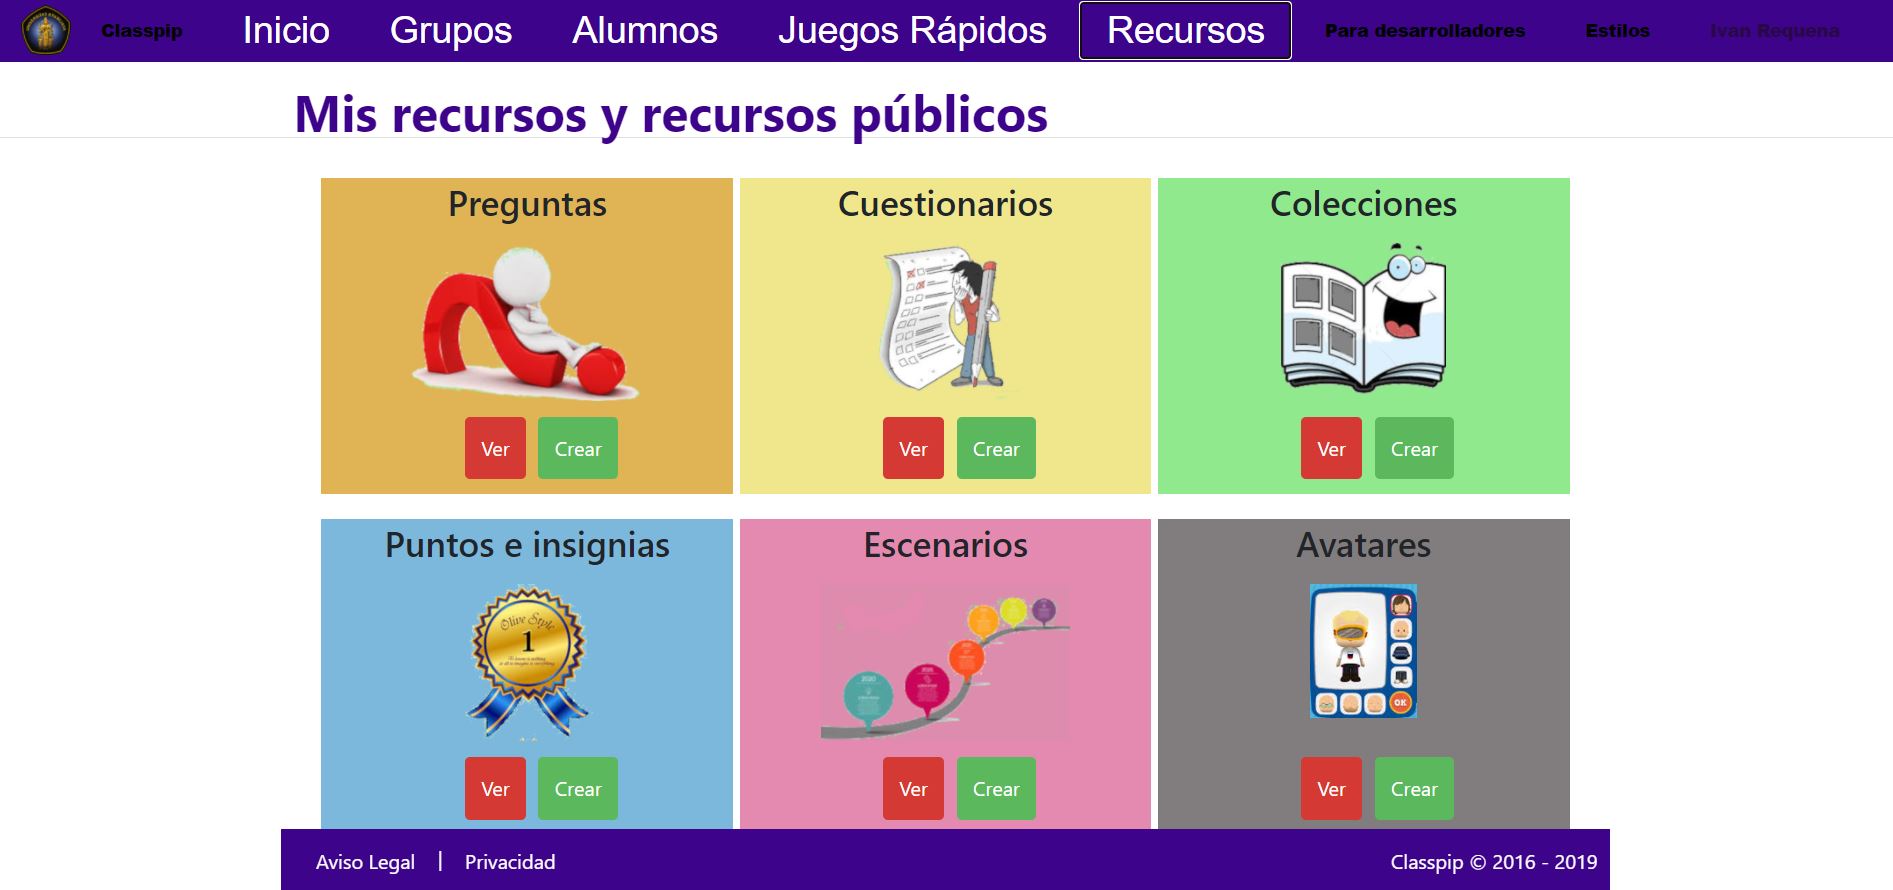 Classpip Inicio Grupos Alumnos Juegos Rápidos Recursos Para desarrolladores Estilos Ivan Requena
Mis recursos y recursos públicos
Preguntas Cuestionarios Colecciones
Ver Crear Ver Crear Ver Crear
Puntos e insignias Escenarios Avatares
Olive Style
1
2020
OK
Ver Crear Ver Crear Ver Crear
Aviso Legal | Privacidad Classpip © 2016 - 2019